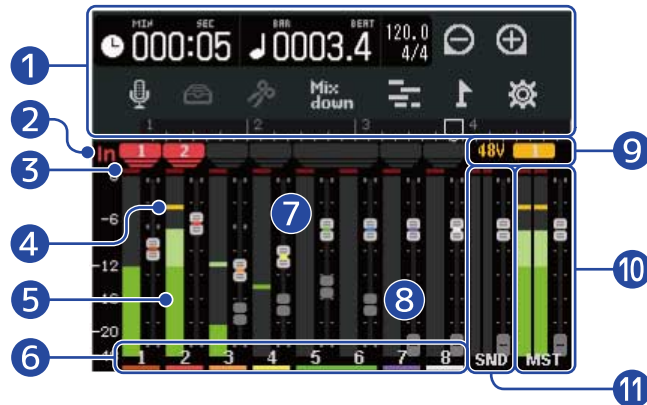 MIN SEC BAR BEAT
000:05 0003.4 120.0
4/4
1
Mix
down
1 2 3 4
2 In 1 2 48V 1 9
3
-6
4 7
-12
10
5 -16 8
-20
6 1 2 3 4 5 6 7 8 SND MST
11